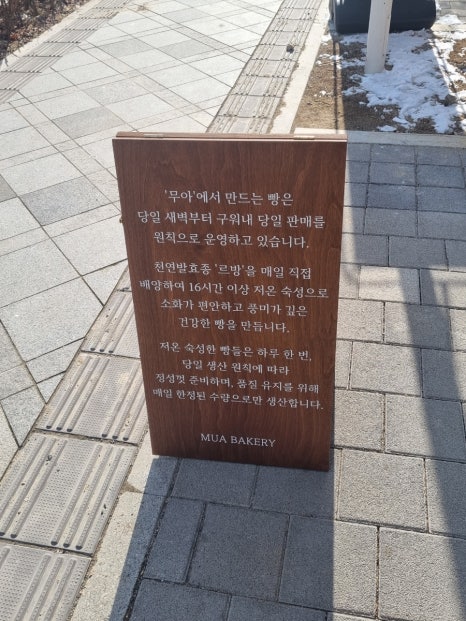 '무아'에서 만드는 빵은
당일 새벽부터 구워내 당일 판매를
원칙으로 운영하고 있습니다.
천연발효종 '르방'을 매일 직접
배양하여 16시간 이상 저온 숙성으로
소화가 편안하고 풍미가 깊은
건강한 빵을 만듭니다.
저온 숙성한 빵들은 하루 한 번,
당일 생산 원칙에 따라
정성껏 준비하며, 품질 유지를 위해
매일 한정된 수량으로만 생산합니다.
MUA BAKERY